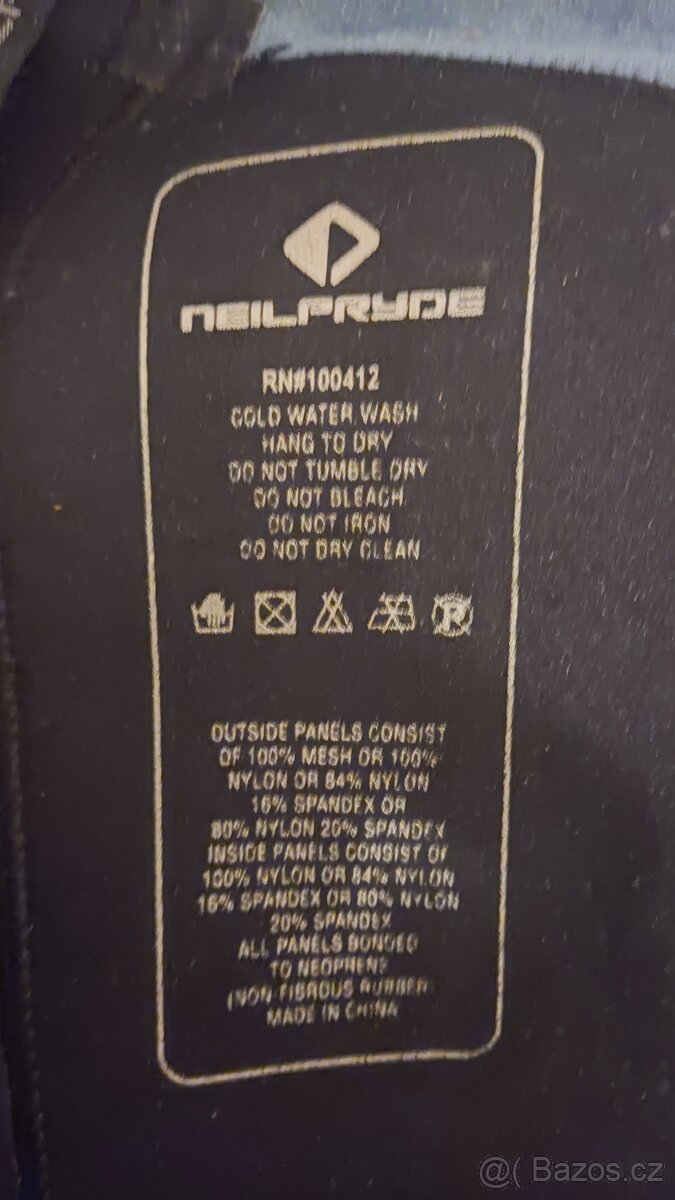 NEILPRYDE
RN#100412
COLD WATER WASH
HANG TO DRY
DO NOT TUMBLE DRY
DO NOT BLEACH
DO NOT IRON
DO NOT DRY CLEAN
R
OUTSIDE PANELS CONSIST
OF 100% MESH OR 100%
NYLON OR 84% NYLON
16% SPANDEX OR
80% NYLON 20% SPANDEX
INSIDE PANELS CONSIST OF
100% NYLON OR 84% NYLON
16% SPANDEX OR 80% NYLON
20% SPANDEX
ALL PANELS BONDED
TO NEOPRENE
(NON-FIBROUS RUBBER)
MADE IN CHINA
@( Bazos.cz